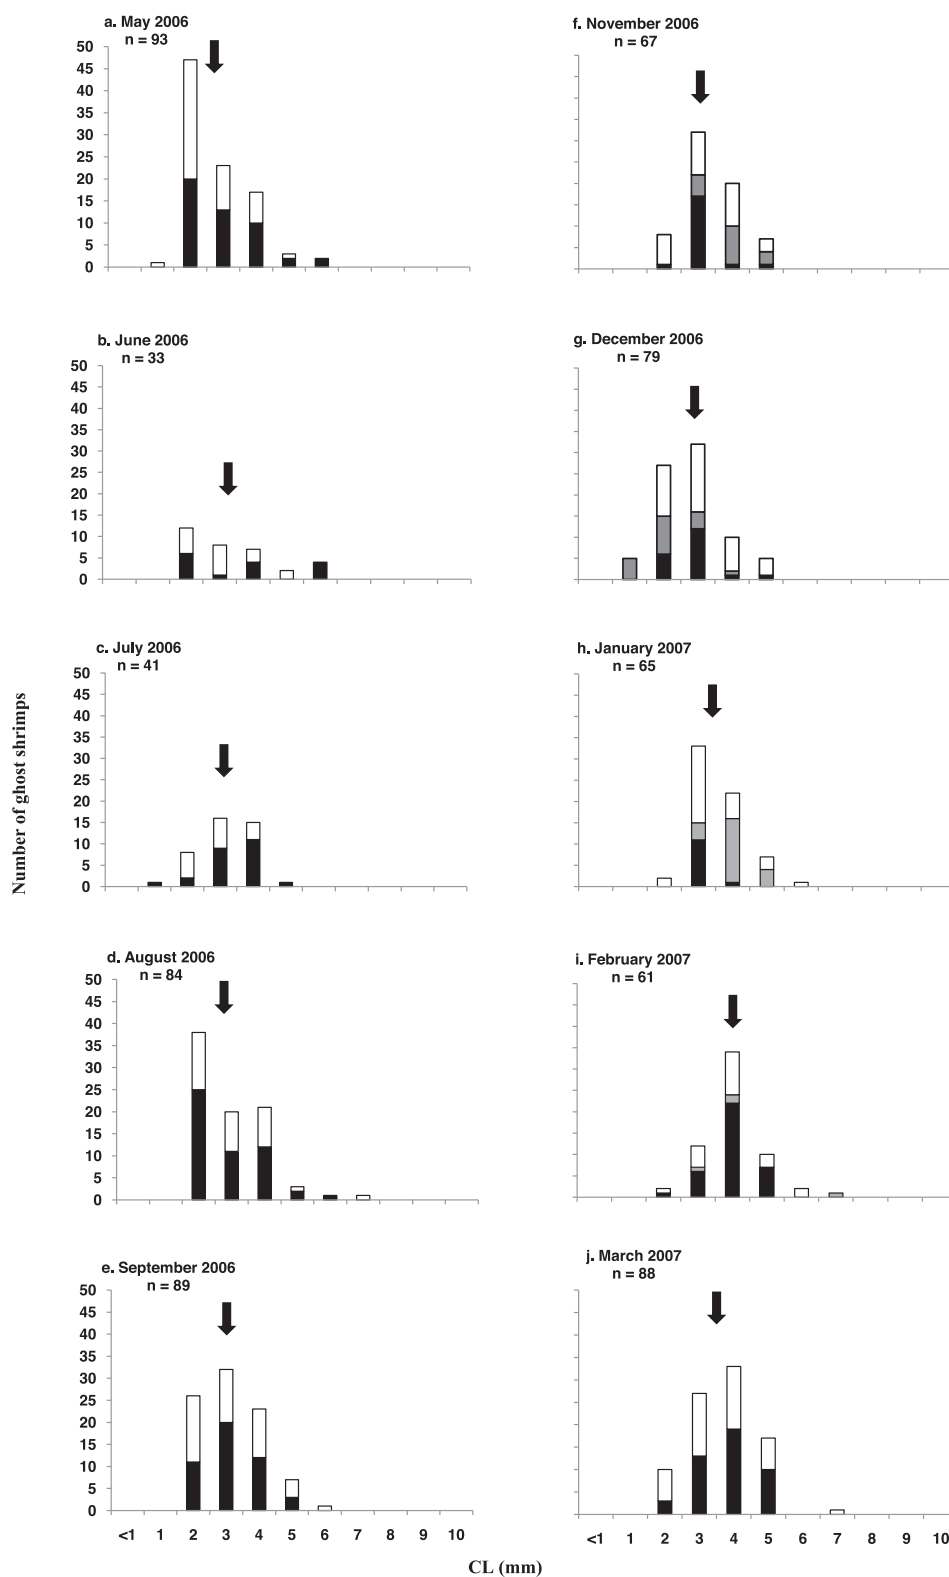 a. May 2006
n = 93
50
45
40
35
30
25
20
15
10
5
0
b. June 2006
n = 33
50
45
40
35
30
25
20
15
10
5
0
c. July 2006
n = 41
50
45
40
35
30
25
20
15
10
5
0
d. August 2006
n = 84
50
45
40
35
30
25
20
15
10
5
0
e. September 2006
n = 89
50
45
40
35
30
25
20
15
10
5
0
<1 1 2 3 4 5 6 7 8 9 10
f. November 2006
n = 67
g. December 2006
n = 79
h. January 2007
n = 65
i. February 2007
n = 61
j. March 2007
n = 88
<1 1 2 3 4 5 6 7 8 9 10
Number of ghost shrimps
CL (mm)